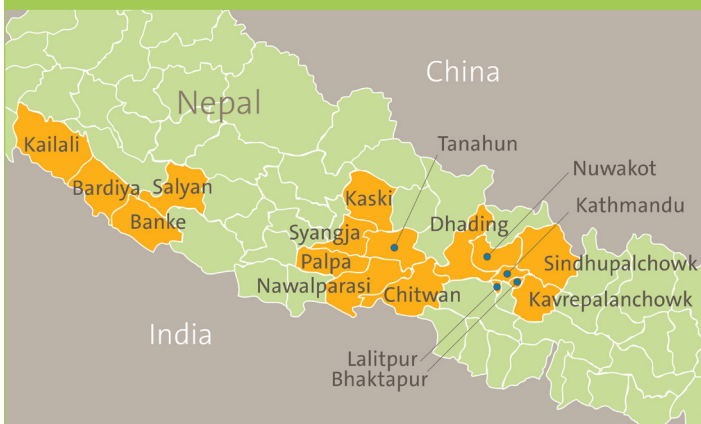 China
Nepal
Tanahun
Kailali
Nuwakot
Bardiya
Salyan
Kaski
Kathmandu
Banke
Syangja
Dhading
Palpa
Sindhupalchowk
Nawalparasi
Chitwan
Kavrepalanchowk
India
Lalitpur
Bhaktapur